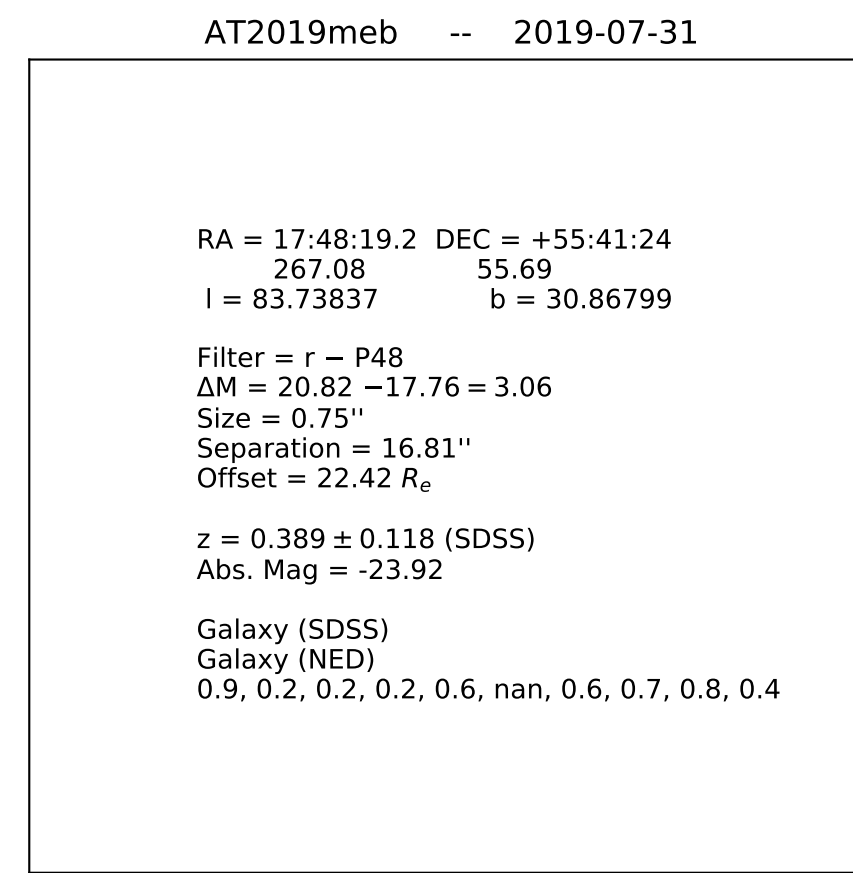 AT2019meb -- 2019-07-31
RA = 17:48:19.2 DEC = +55:41:24
267.08 55.69
l = 83.73837 b = 30.86799
Filter = r − P48
ΔM = 20.82 −17.76 = 3.06
Size = 0.75''
Separation = 16.81''
Offset = 22.42 Rₑ
z = 0.389 ± 0.118 (SDSS)
Abs. Mag = -23.92
Galaxy (SDSS)
Galaxy (NED)
0.9, 0.2, 0.2, 0.2, 0.6, nan, 0.6, 0.7, 0.8, 0.4